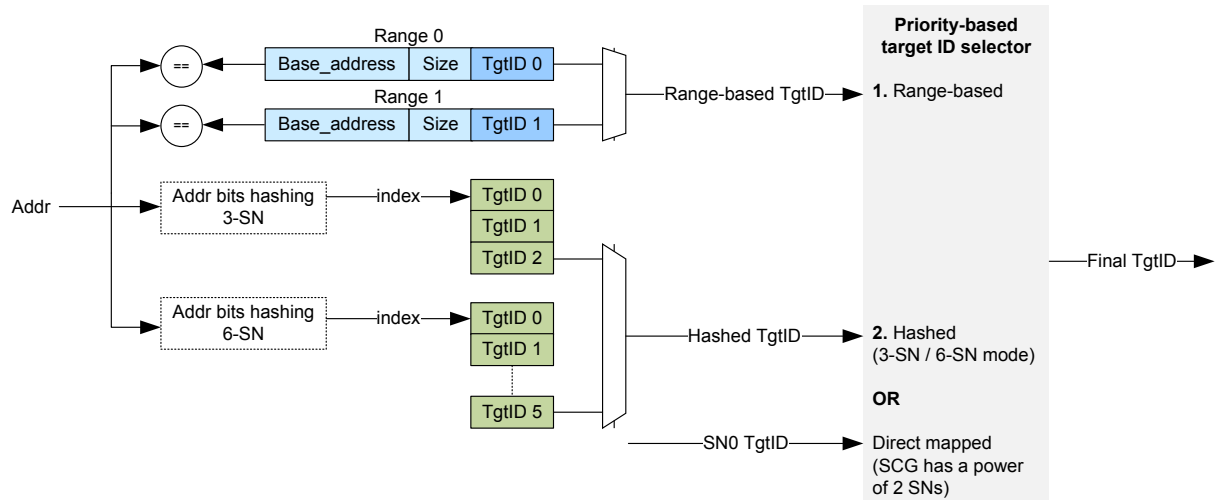 Priority-based
target ID selector
Range 0
==
Base_address Size TgtID 0
Range-based TgtID
1. Range-based
Range 1
==
Base_address Size TgtID 1
Addr
Addr bits hashing
3-SN
index
TgtID 0
TgtID 1
TgtID 2
Final TgtID
Addr bits hashing
6-SN
index
TgtID 0
TgtID 1
TgtID 5
Hashed TgtID
2. Hashed
(3-SN / 6-SN mode)
OR
SN0 TgtID
Direct mapped
(SCG has a power
of 2 SNs)